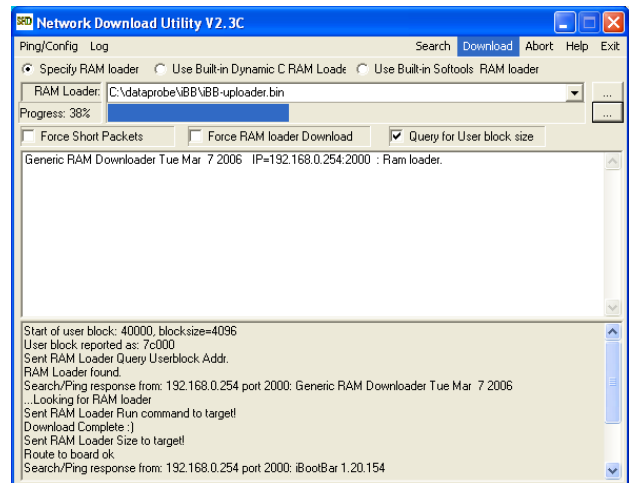 SHD Network Download Utility V2.3C
Ping/Config Log Search Download Abort Help Exit
Specify RAM loader Use Built-in Dynamic C RAM Loade Use Built-in Softools RAM loader
RAM Loader: C:\dataprobe\iBB\iBB-uploader.bin ...
Progress: 38% ...
Force Short Packets Force RAM loader Download Query for User block size
Generic RAM Downloader Tue Mar 7 2006 IP=192.168.0.254:2000 : Ram loader.
Start of user block: 40000, blocksize=4096
User block reported as: 7c000
Sent RAM Loader Query Userblock Addr.
RAM Loader found.
Search/Ping response from: 192.168.0.254 port 2000: Generic RAM Downloader Tue Mar 7 2006
...Looking for RAM loader
Sent RAM Loader Run command to target!
Download Complete :)
Sent RAM Loader Size to target!
Route to board ok
Search/Ping response from: 192.168.0.254 port 2000: iBootBar 1.20.154